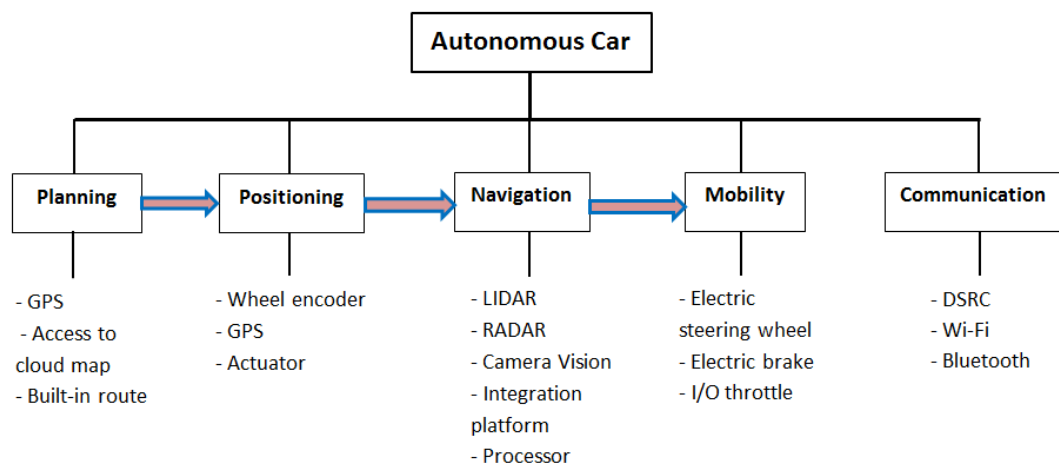 Autonomous Car
Planning
Positioning
Navigation
Mobility
Communication
- GPS
- Access to
cloud map
- Built-in route
- Wheel encoder
- GPS
- Actuator
- LIDAR
- RADAR
- Camera Vision
- Integration
platform
- Processor
- Electric
steering wheel
- Electric brake
- I/O throttle
- DSRC
- Wi-Fi
- Bluetooth